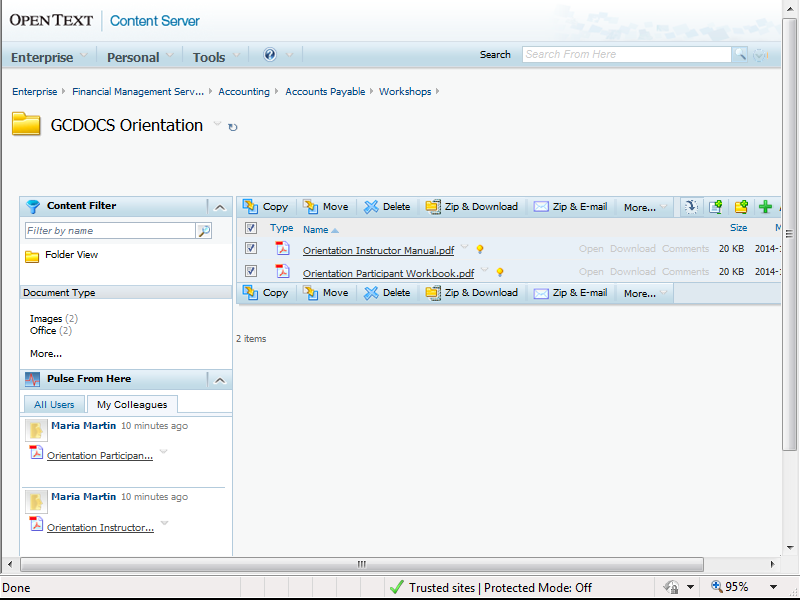 OPEN TEXT | Content Server
Enterprise Personal Tools
Search Search From Here
Enterprise Financial Management Serv... Accounting Accounts Payable Workshops
GCDOCS Orientation
Content Filter
Filter by name
Folder View
Document Type
Images (2)
Office (2)
More...
Pulse From Here
All Users My Colleagues
Maria Martin 10 minutes ago
Orientation Participan...
Maria Martin 10 minutes ago
Orientation Instructor...
Copy Move Delete Zip & Download Zip & E-mail More...
Type Name Size
Orientation Instructor Manual.pdf Open Download Comments 20 KB 2014-
Orientation Participant Workbook.pdf Open Download Comments 20 KB 2014-
Copy Move Delete Zip & Download Zip & E-mail More...
2 items
Done Trusted sites | Protected Mode: Off 95%